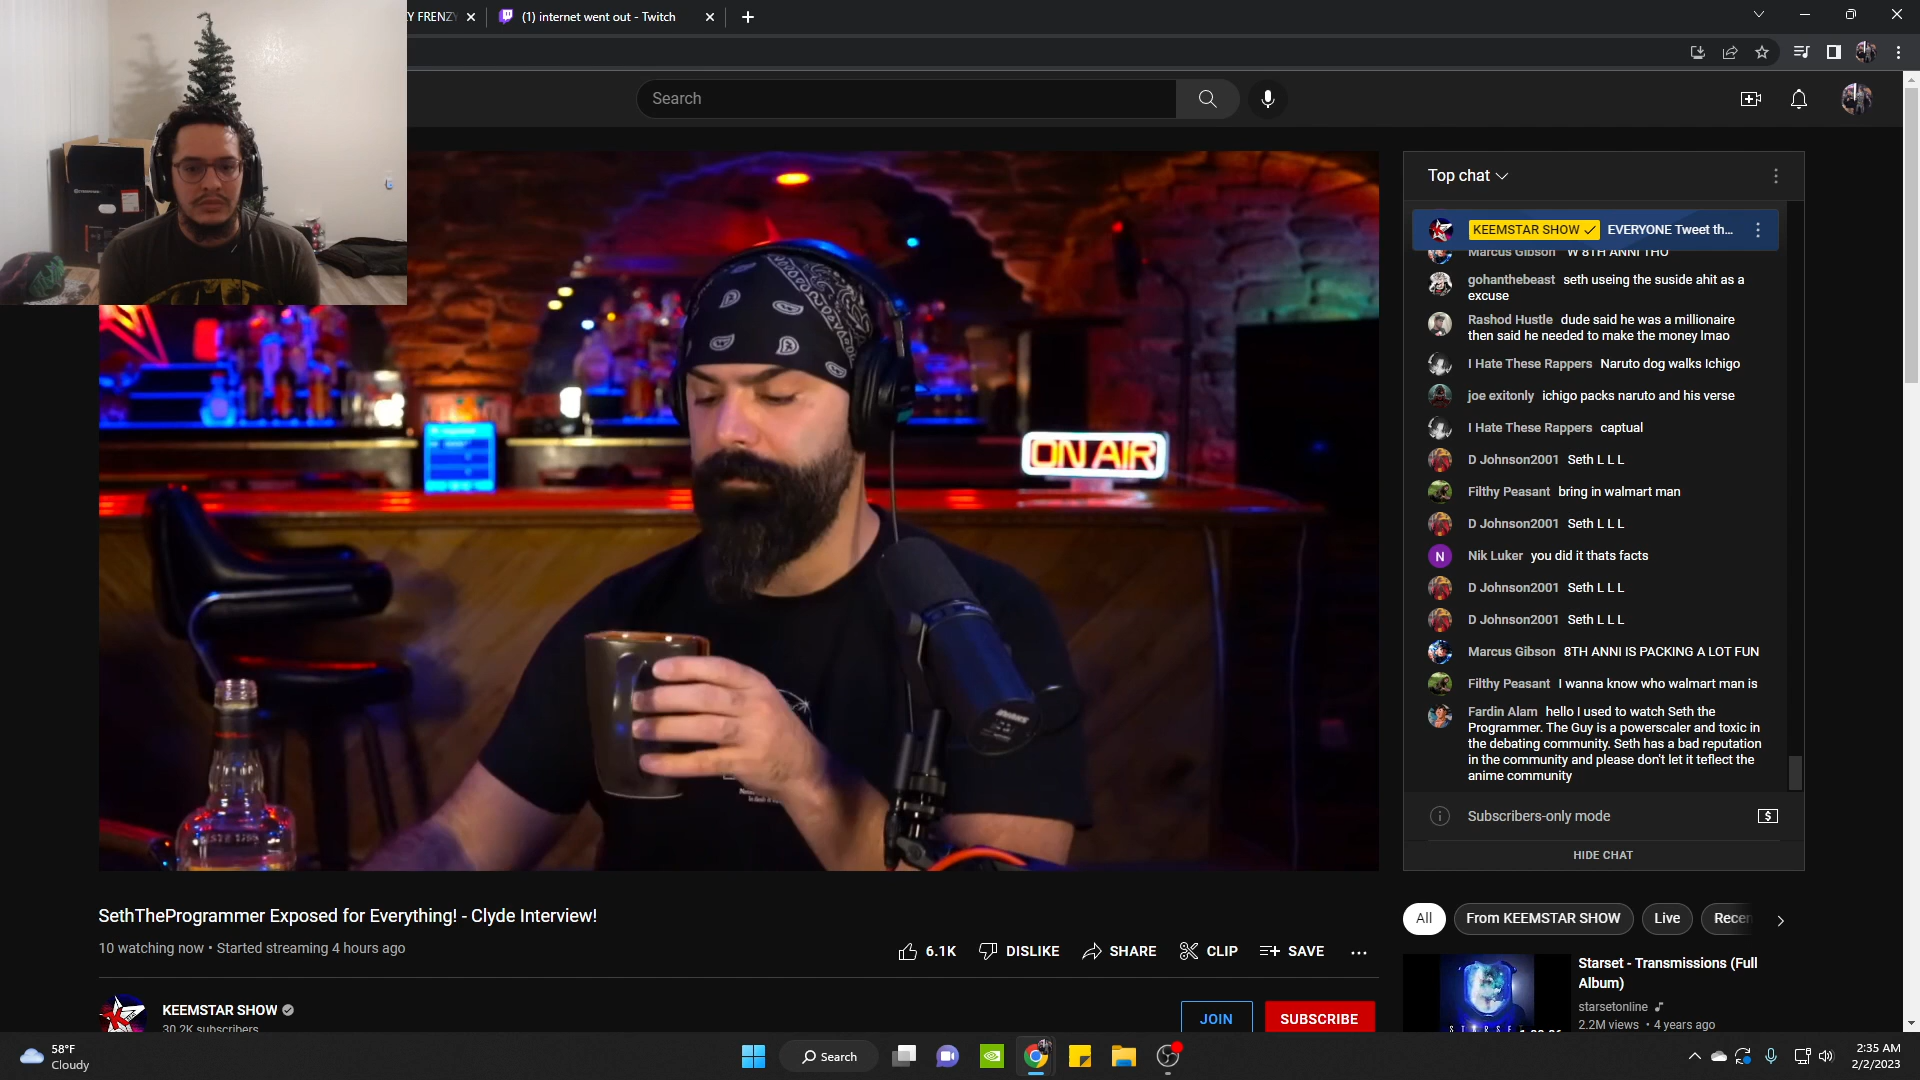 Y FRENZY
(1) internet went out - Twitch
Search
ON AIR
Top chat
KEEMSTAR SHOW EVERYONE Tweet th...
Marcus Gibson W 8TH ANNI THO
gohanthebeast seth useing the suside ahit as a
excuse
Rashod Hustle dude said he was a millionaire
then said he needed to make the money lmao
I Hate These Rappers Naruto dog walks Ichigo
joe exitonly ichigo packs naruto and his verse
I Hate These Rappers captual
D Johnson2001 Seth L L L
Filthy Peasant bring in walmart man
D Johnson2001 Seth L L L
N Nik Luker you did it thats facts
D Johnson2001 Seth L L L
D Johnson2001 Seth L L L
Marcus Gibson 8TH ANNI IS PACKING A LOT FUN
Filthy Peasant I wanna know who walmart man is
Fardin Alam hello I used to watch Seth the
Programmer. The Guy is a powerscaler and toxic in
the debating community. Seth has a bad reputation
in the community and please don't let it teflect the
anime community
Subscribers-only mode
HIDE CHAT
SethTheProgrammer Exposed for Everything! - Clyde Interview!
10 watching now • Started streaming 4 hours ago
6.1K DISLIKE SHARE CLIP SAVE ...
KEEMSTAR SHOW
30.2K subscribers
JOIN SUBSCRIBE
All From KEEMSTAR SHOW Live Recen
Starset - Transmissions (Full
Album)
starsetonline
2.2M views • 4 years ago
STARSET
58°F
Cloudy
Search
2:35 AM
2/2/2023